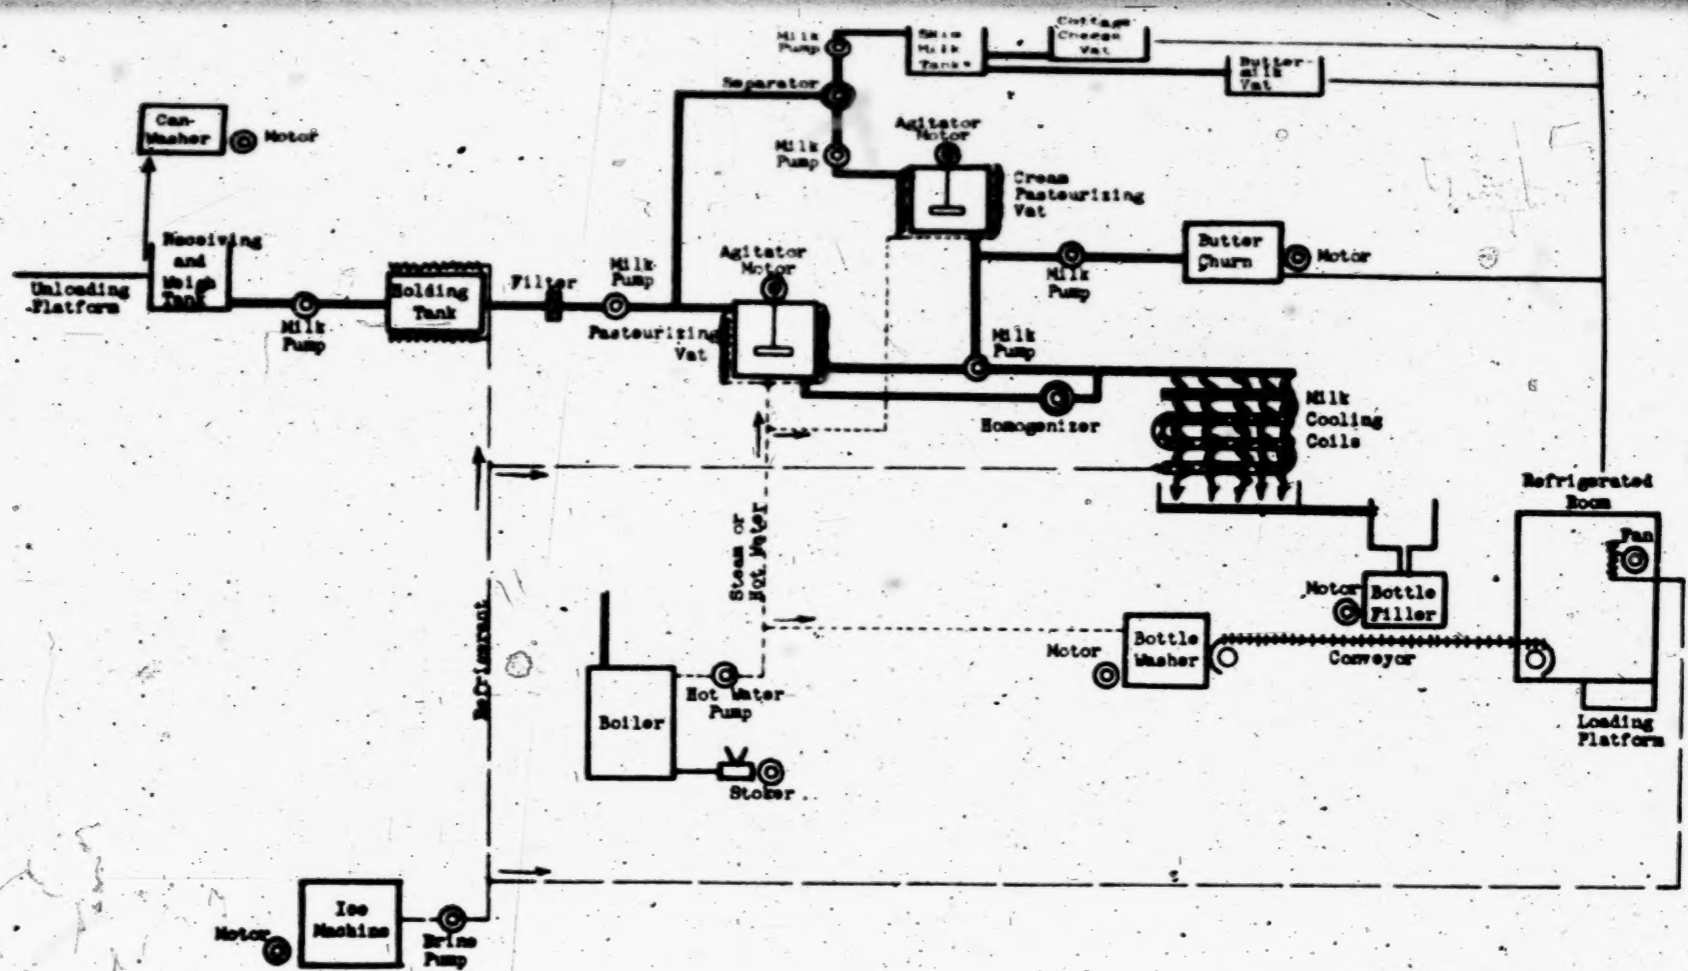 Milk
Pump
Skim
Milk
Tanks
Cottage
Cheese
Vat
Butter-
milk
Vat
Separator
Can-
Washer
Motor
Milk
Pump
Agitator
Motor
Cream
Pasteurizing
Vat
Receiving
and
Weigh
Tank
Unloading
Platform
Milk
Pump
Holding
Tank
Filter
Milk
Pump
Agitator
Motor
Pasteurizing
Vat
Milk
Pump
Butter
Churn
Motor
Milk
Pump
Homogenizer
Milk
Cooling
Coils
Refrigerated
Room
Fan
Motor
Bottle
Filler
Steam or
Hot Water
Bottle
Washer
Motor
Conveyor
Loading
Platform
Refrigerant
Boiler
Hot Water
Pump
Stoker
Ice
Machine
Motor
Brine
Pump